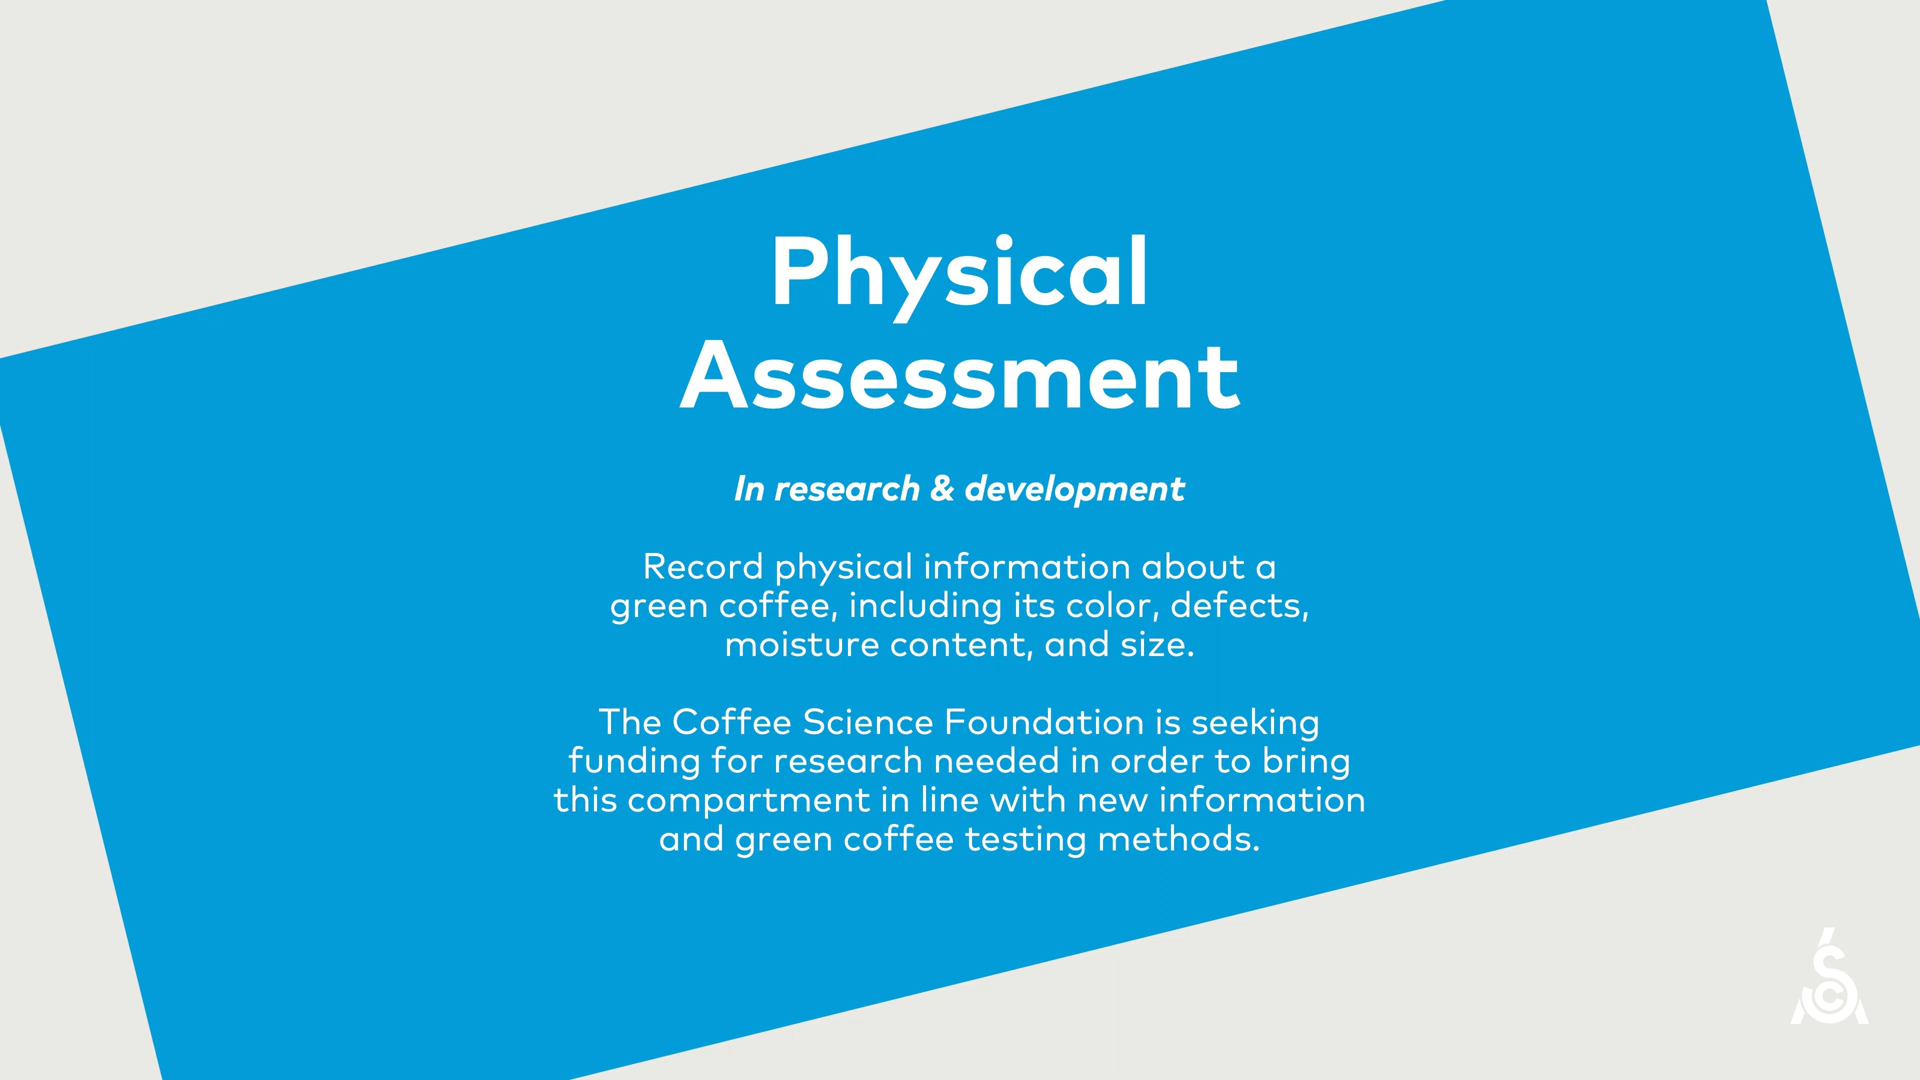 Physical
Assessment
In research & development
Record physical information about a
green coffee, including its color, defects,
moisture content, and size.
The Coffee Science Foundation is seeking
funding for research needed in order to bring
this compartment in line with new information
and green coffee testing methods.
SCA